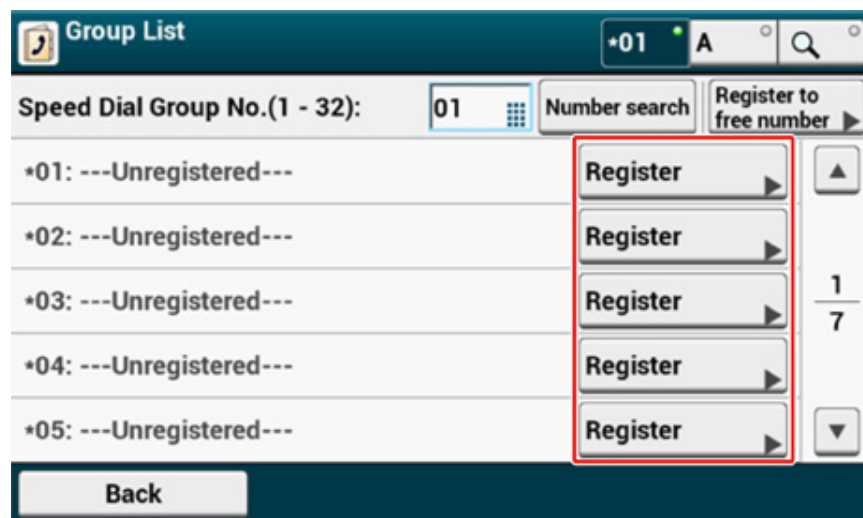 Group List
*01 A
Speed Dial Group No.(1 - 32): 01 Number search Register to free number
*01: ---Unregistered--- Register
*02: ---Unregistered--- Register
*03: ---Unregistered--- Register
*04: ---Unregistered--- Register
*05: ---Unregistered--- Register
1
7
Back